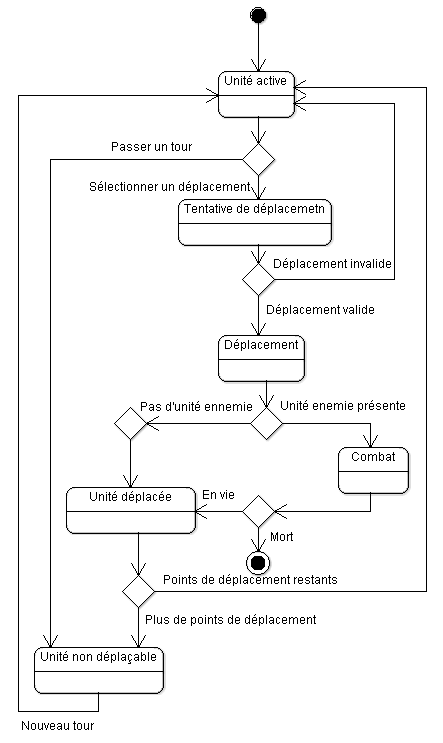 Unité active
Passer un tour
Sélectionner un déplacement
Tentative de déplacemetn
Déplacement invalide
Déplacement valide
Déplacement
Pas d'unité ennemie
Unité enemie présente
Combat
Unité déplacée
En vie
Mort
Points de déplacement restants
Plus de points de déplacement
Unité non déplaçable
Nouveau tour